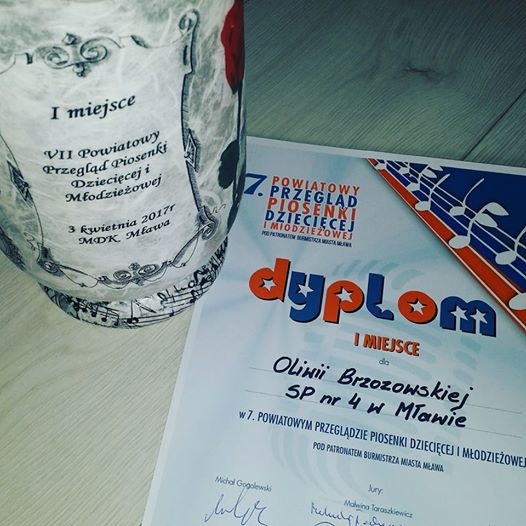 I miejsce
VII Powiatowy
Przegląd Piosenki
Dziecięcej i
Młodzieżowej
3 kwietnia 2017r
MDK. Mława
7. POWIATOWY
PRZEGLĄD
PIOSENKI
DZIECIĘCEJ
I MŁODZIEŻOWEJ
POD PATRONATEM BURMISTRZA MIASTA MŁAWA
dyplom
I MIEJSCE
dla
Oliwii Brzozowskiej
SP nr 4 w Mławie
w 7. POWIATOWYM PRZEGLĄDZIE PIOSENKI DZIECIĘCEJ I MŁODZIEŻOWEJ
POD PATRONATEM BURMISTRZA MIASTA MŁAWA
Jury:
Michał Gogolewski
Malwina Taraszkiewicz